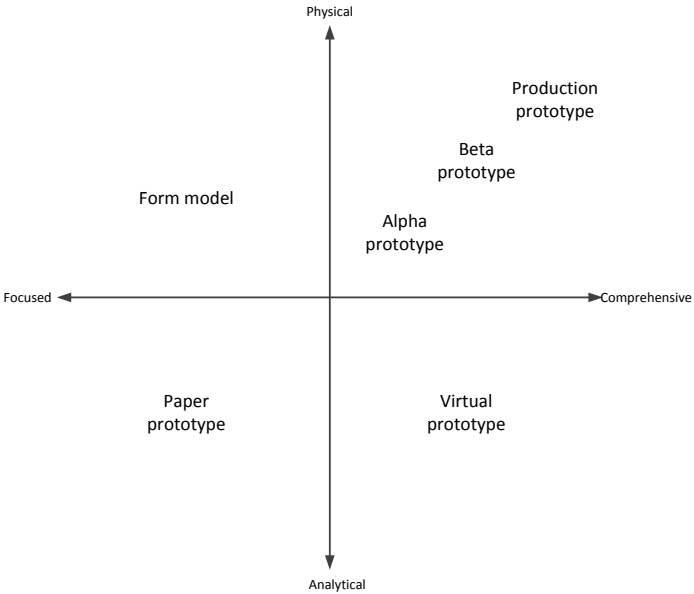 Physical
Production
prototype
Beta
prototype
Form model
Alpha
prototype
Focused
Comprehensive
Paper
prototype
Virtual
prototype
Analytical